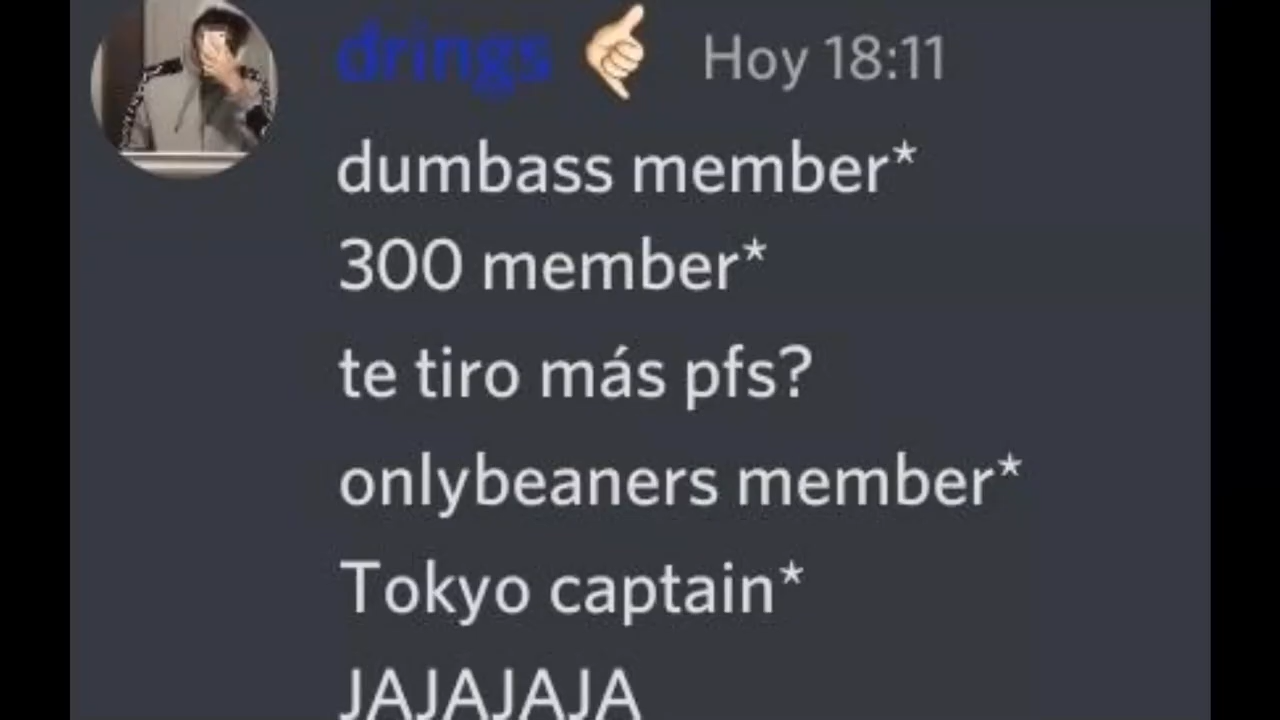 drings 🤙🏻 Hoy 18:11
dumbass member*
300 member*
te tiro más pfs?
onlybeaners member*
Tokyo captain*
JAJAJAJA